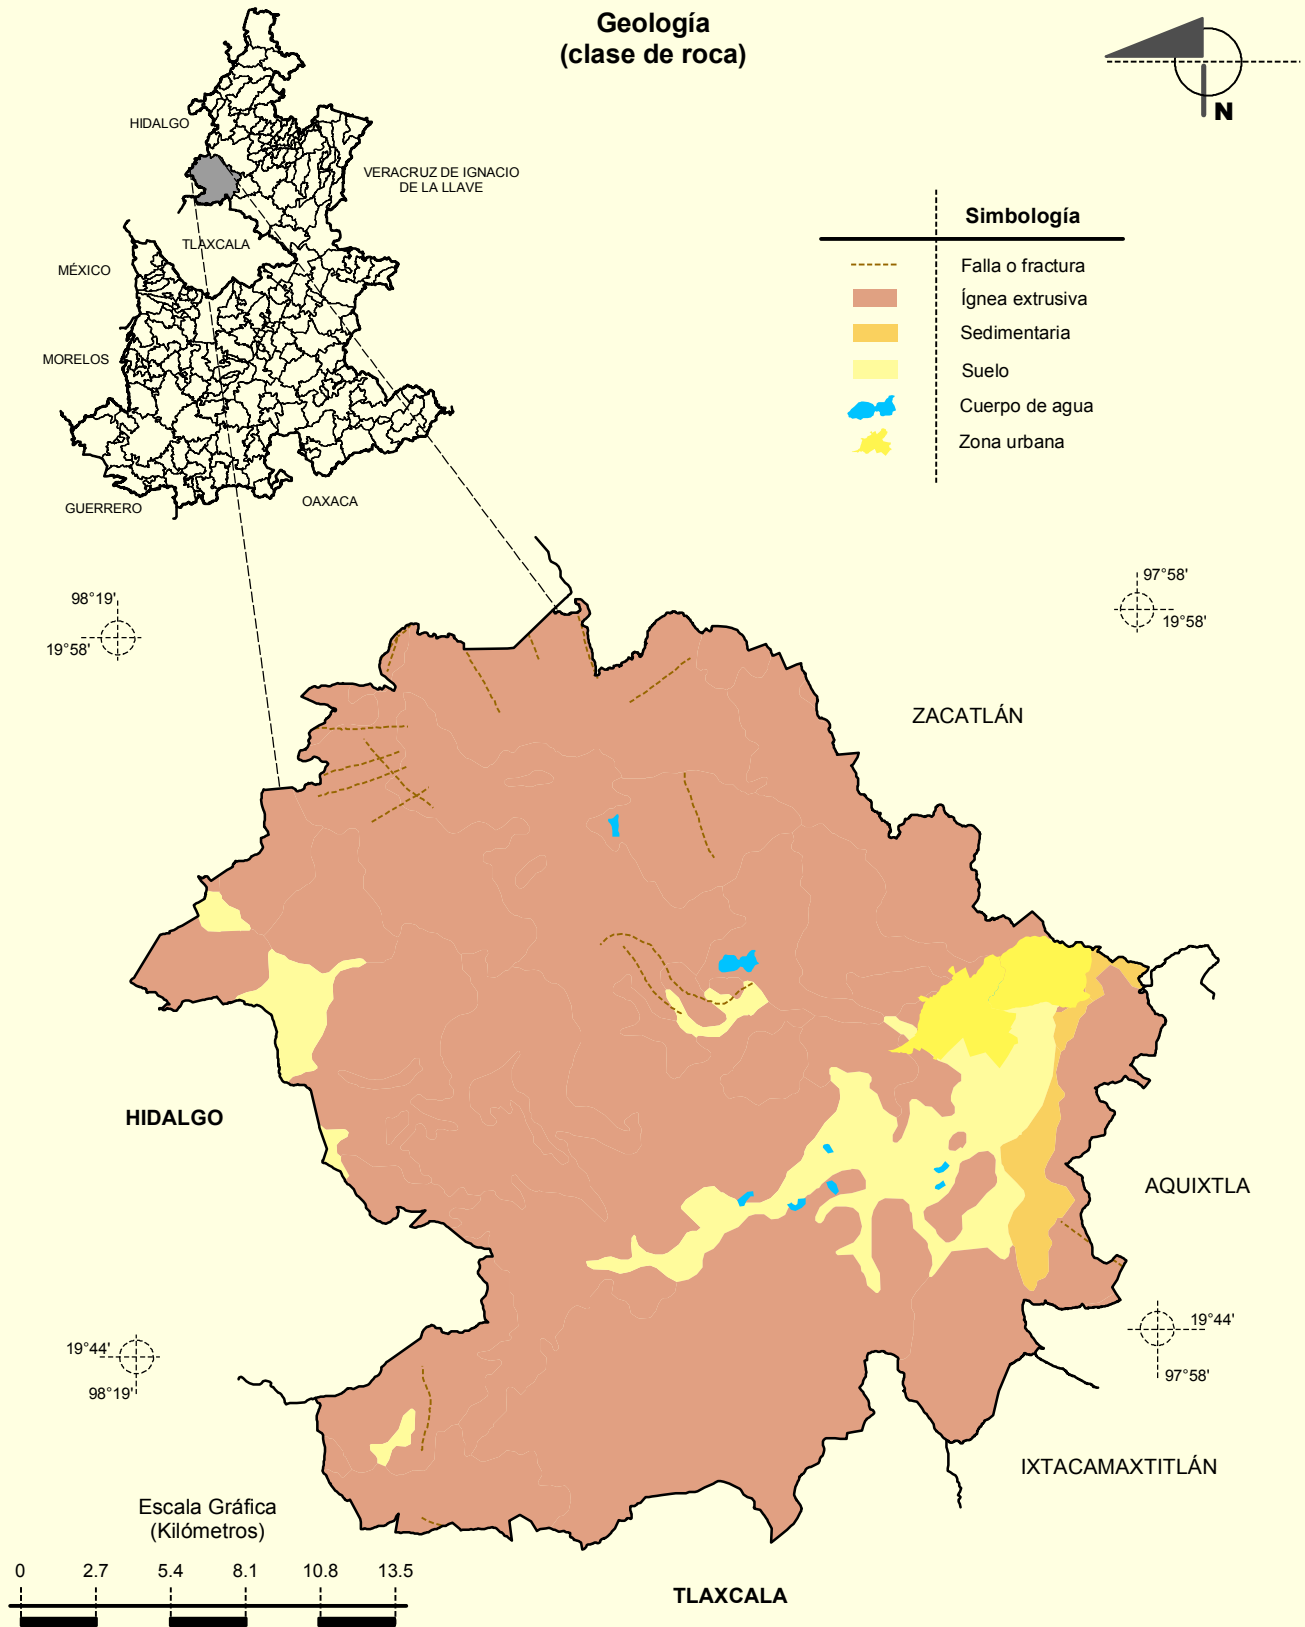 Geología
(clase de roca)
N
HIDALGO
VERACRUZ DE IGNACIO
DE LA LLAVE
TLAXCALA
MÉXICO
MORELOS
GUERRERO
OAXACA
Simbología
Falla o fractura
Ígnea extrusiva
Sedimentaria
Suelo
Cuerpo de agua
Zona urbana
98°19'
19°58'
97°58'
19°58'
ZACATLÁN
HIDALGO
AQUIXTLA
19°44'
98°19'
19°44'
97°58'
IXTACAMAXTITLÁN
TLAXCALA
Escala Gráfica
(Kilómetros)
0 2.7 5.4 8.1 10.8 13.5